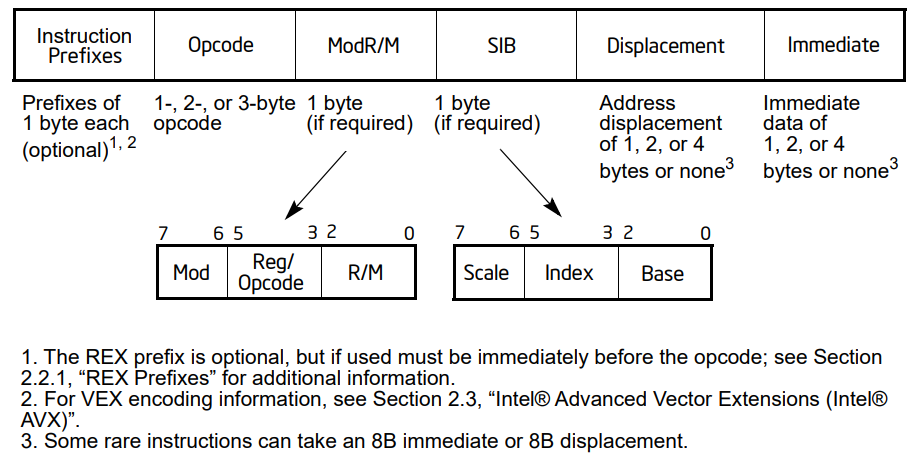 Instruction Prefixes Opcode ModR/M SIB Displacement Immediate
Prefixes of 1 byte each (optional)1, 2
1-, 2-, or 3-byte opcode
1 byte (if required)
1 byte (if required)
Address displacement of 1, 2, or 4 bytes or none3
Immediate data of 1, 2, or 4 bytes or none3
7 6 5 3 2 0
Mod Reg/Opcode R/M
7 6 5 3 2 0
Scale Index Base
1. The REX prefix is optional, but if used must be immediately before the opcode; see Section
2.2.1, “REX Prefixes” for additional information.
2. For VEX encoding information, see Section 2.3, “Intel® Advanced Vector Extensions (Intel®
AVX)”.
3. Some rare instructions can take an 8B immediate or 8B displacement.